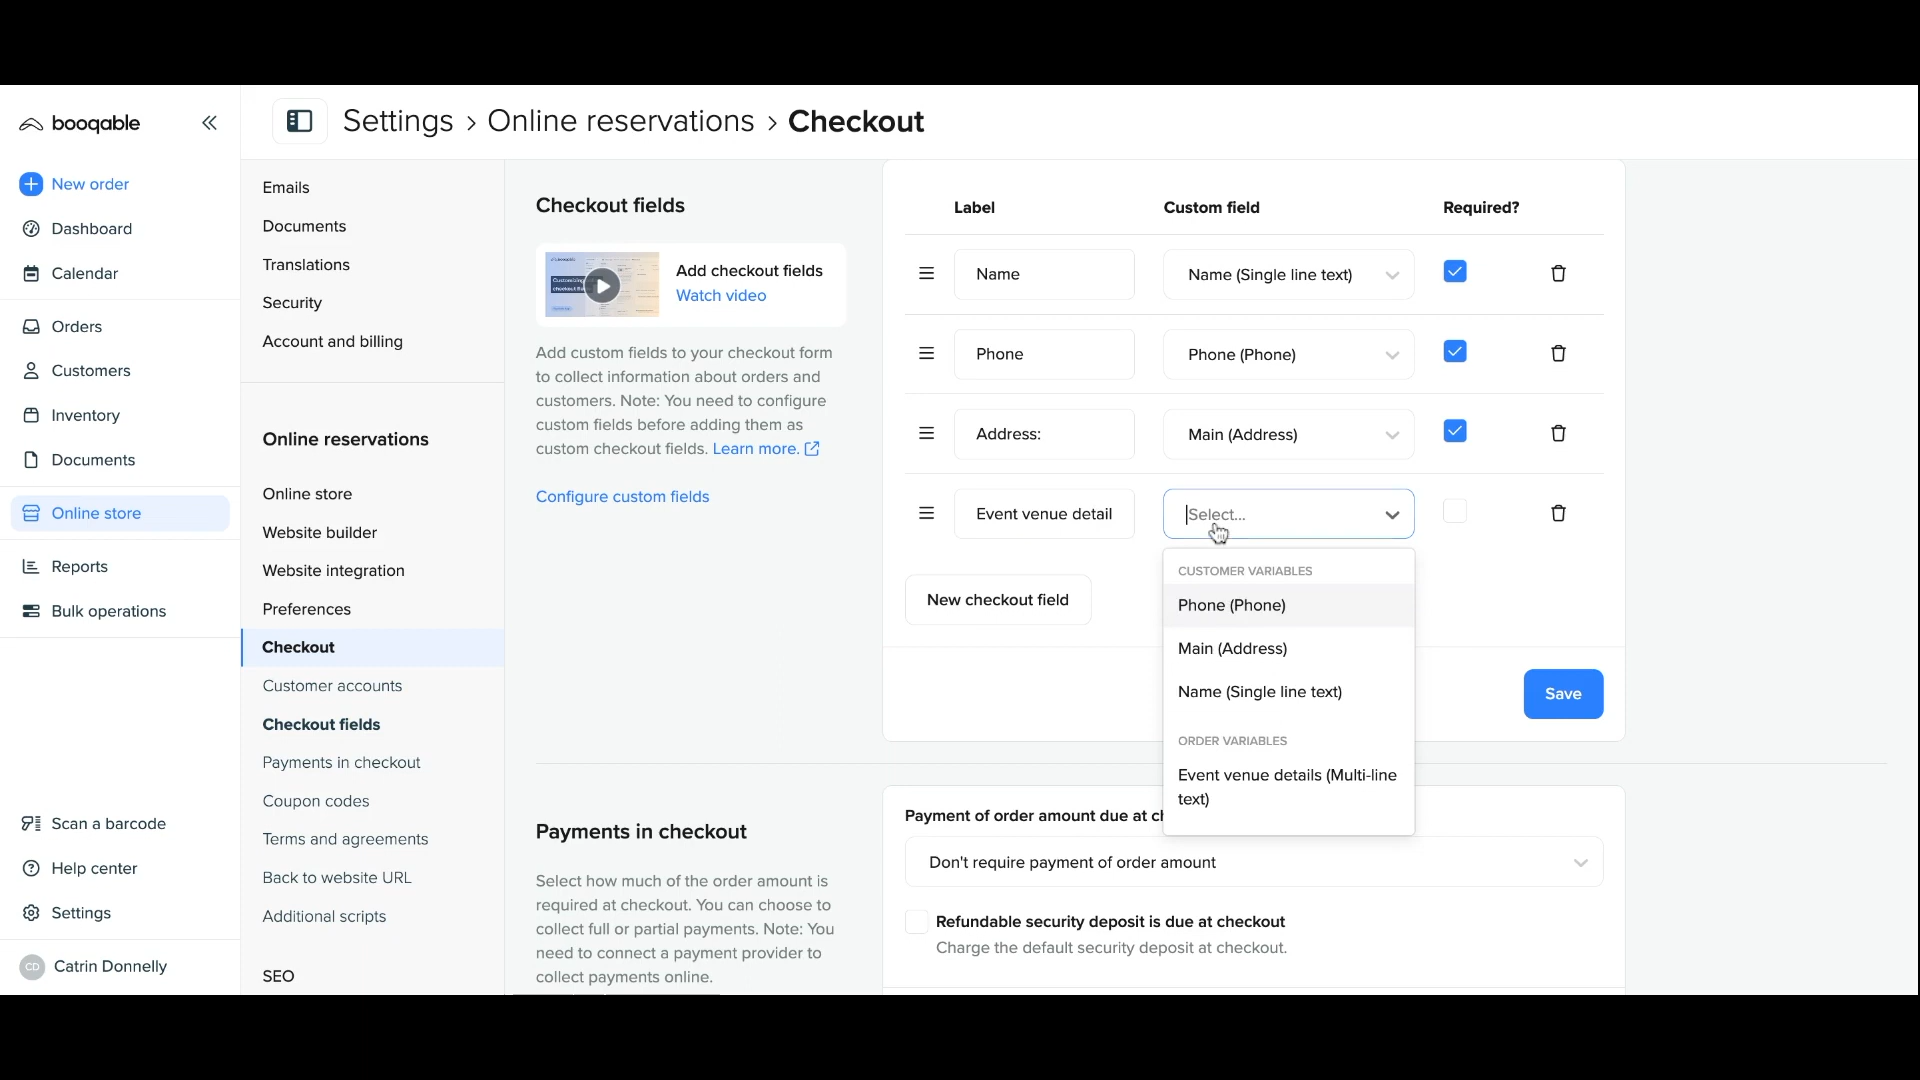 booqable
New order
Dashboard
Calendar
Orders
Customers
Inventory
Documents
Online store
Reports
Bulk operations
Scan a barcode
Help center
Settings
CD
Catrin Donnelly
Settings > Online reservations > Checkout
Emails
Documents
Translations
Security
Account and billing
Online reservations
Online store
Website builder
Website integration
Preferences
Checkout
Customer accounts
Checkout fields
Payments in checkout
Coupon codes
Terms and agreements
Back to website URL
Additional scripts
SEO
Checkout fields
Add checkout fields
Watch video
Add custom fields to your checkout form
to collect information about orders and
customers. Note: You need to configure
custom fields before adding them as
custom checkout fields. Learn more.
Configure custom fields
Label Custom field Required?
Name Name (Single line text)
Phone Phone (Phone)
Address: Main (Address)
Event venue detail Select...
CUSTOMER VARIABLES
Phone (Phone)
Main (Address)
Name (Single line text)
ORDER VARIABLES
Event venue details (Multi-line
text)
New checkout field
Save
Payments in checkout
Select how much of the order amount is
required at checkout. You can choose to
collect full or partial payments. Note: You
need to connect a payment provider to
collect payments online.
Payment of order amount due at ch
Don't require payment of order amount
Refundable security deposit is due at checkout
Charge the default security deposit at checkout.